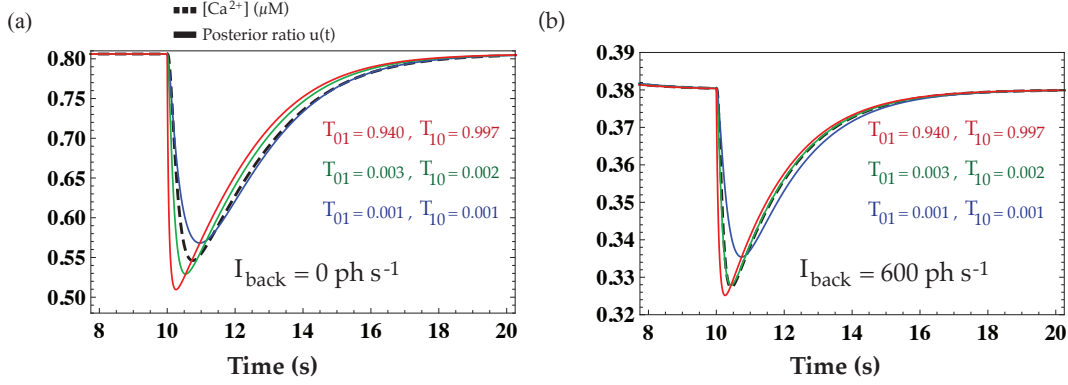 [Ca²⁺] (μM)
Posterior ratio u(t)
(a)
0.80
0.75
0.70
0.65
0.60
0.55
0.50
T₀₁ = 0.940 , T₁₀ = 0.997
T₀₁ = 0.003 , T₁₀ = 0.002
T₀₁ = 0.001 , T₁₀ = 0.001
I_back = 0 ph s⁻¹
8 10 12 14 16 18 20
Time (s)
(b)
0.39
0.38
0.37
0.36
0.35
0.34
0.33
0.32
T₀₁ = 0.940 , T₁₀ = 0.997
T₀₁ = 0.003 , T₁₀ = 0.002
T₀₁ = 0.001 , T₁₀ = 0.001
I_back = 600 ph s⁻¹
8 10 12 14 16 18 20
Time (s)